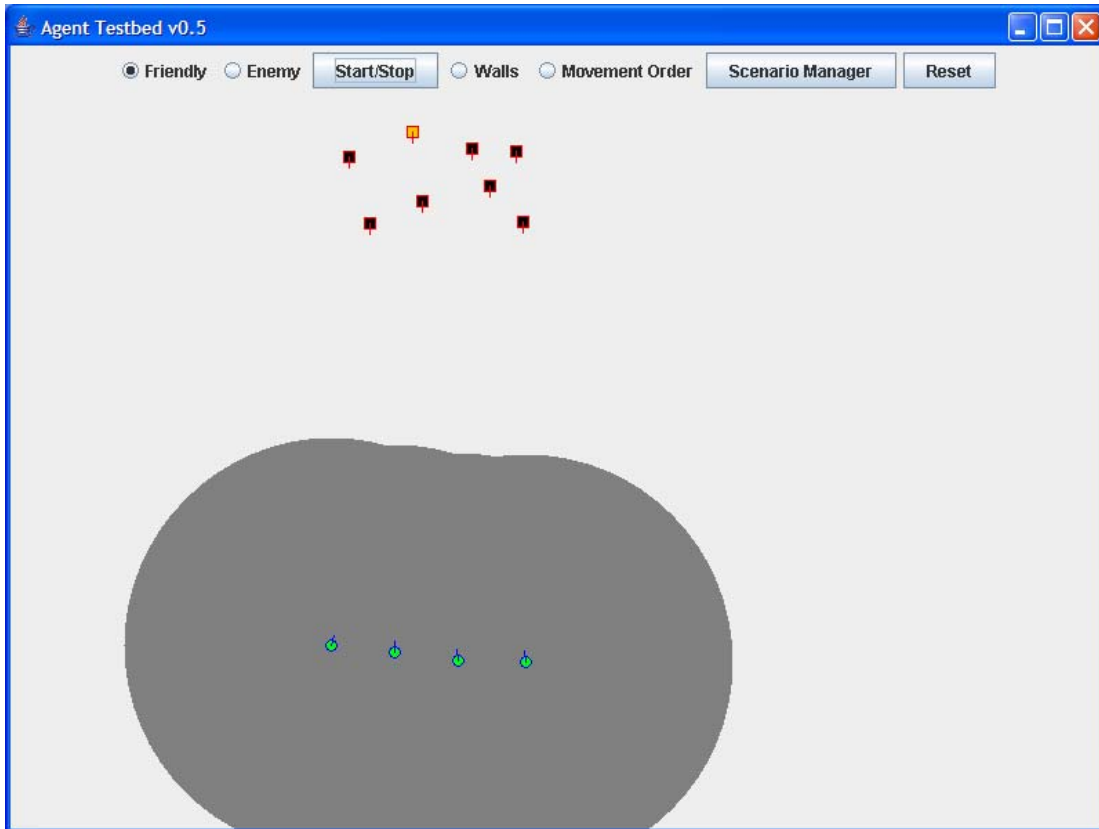 Agent Testbed v0.5
Friendly Enemy Start/Stop Walls Movement Order Scenario Manager Reset